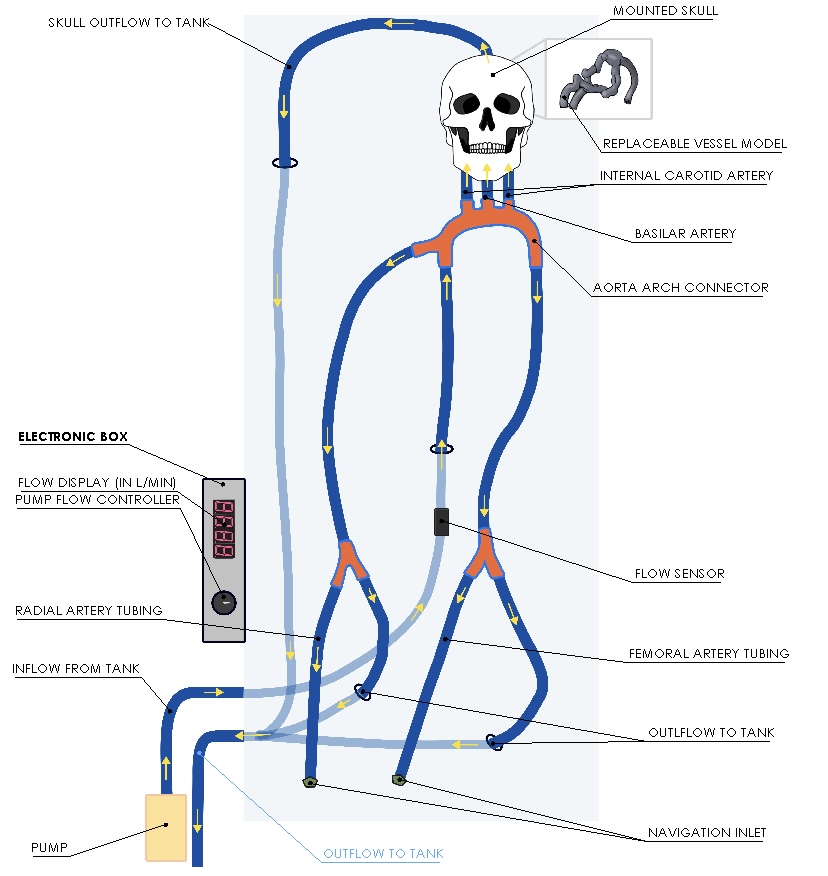 MOUNTED SKULL
SKULL OUTFLOW TO TANK
REPLACEABLE VESSEL MODEL
INTERNAL CAROTID ARTERY
BASILAR ARTERY
AORTA ARCH CONNECTOR
ELECTRONIC BOX
FLOW DISPLAY (IN L/MIN)
PUMP FLOW CONTROLLER
FLOW SENSOR
RADIAL ARTERY TUBING
FEMORAL ARTERY TUBING
INFLOW FROM TANK
OUTLFLOW TO TANK
NAVIGATION INLET
PUMP
OUTFLOW TO TANK